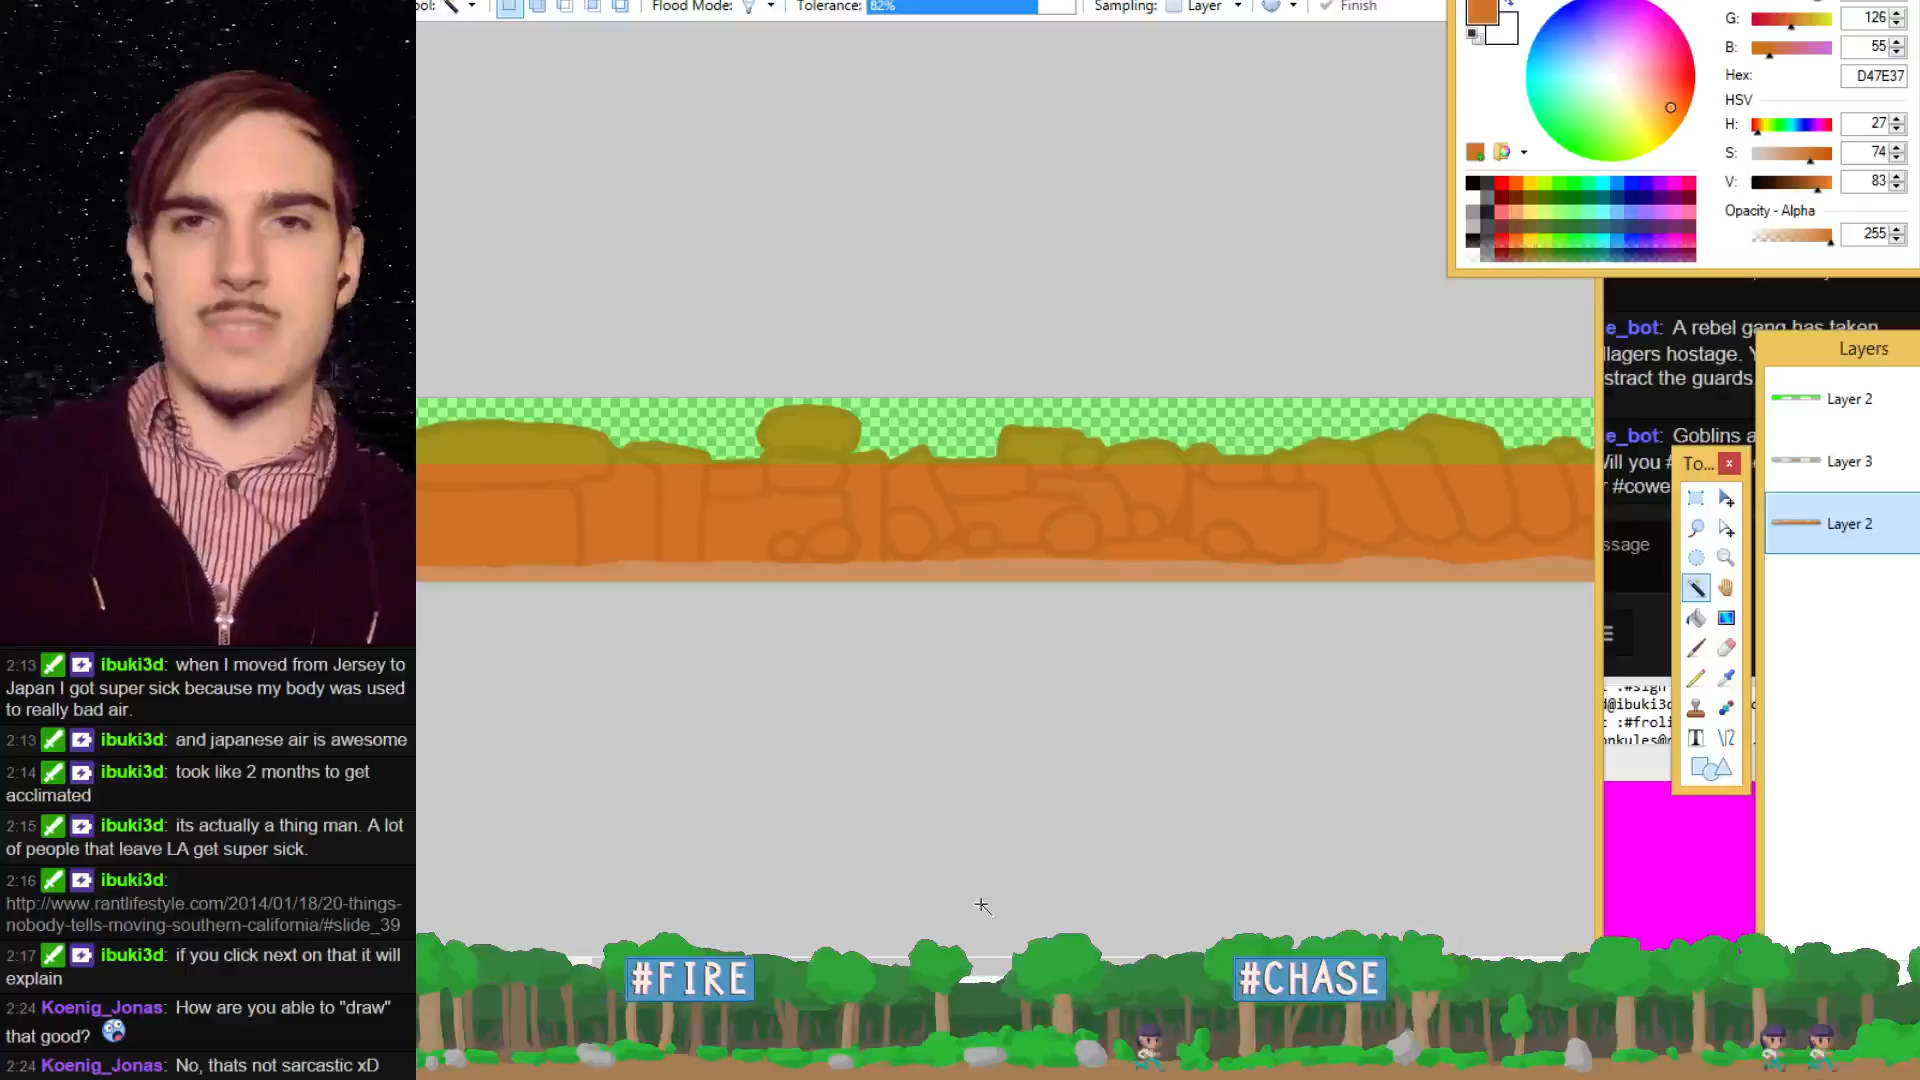 ool:
Flood Mode:
Tolerance:
82%
Sampling:
Layer
Finish
G:
126
B:
55
Hex:
D47E37
HSV
H:
27
S:
74
V:
83
Opacity - Alpha
255
e_bot: A rebel gang has taken
llagers hostage. Y
stract the guards.
e_bot: Goblins a
Will you #
r #cowe
ssage
Layers
Layer 2
Layer 3
Layer 2
To...
d@ibuki3d
t :#froli
2:13 ibuki3d: when I moved from Jersey to
Japan I got super sick because my body was used
to really bad air.
2:13 ibuki3d: and japanese air is awesome
2:14 ibuki3d: took like 2 months to get
acclimated
2:15 ibuki3d: its actually a thing man. A lot
of people that leave LA get super sick.
2:16 ibuki3d:
http://www.rantlifestyle.com/2014/01/18/20-things-
nobody-tells-moving-southern-california/#slide_39
2:17 ibuki3d: if you click next on that it will
explain
2:24 Koenig_Jonas: How are you able to "draw"
that good?
2:24 Koenig_Jonas: No, thats not sarcastic xD
#FIRE
#CHASE